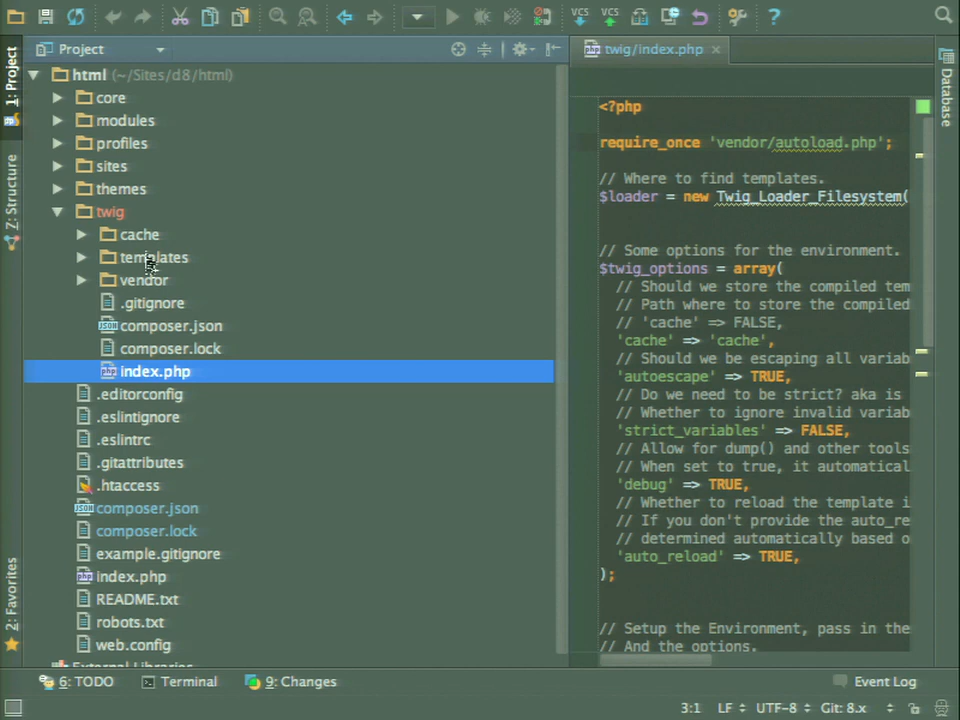 VCS VCS
1: Project
Z: Structure
2: Favorites
Project
html (~/Sites/d8/html)
core
modules
profiles
sites
themes
twig
cache
templates
vendor
.gitignore
composer.json
composer.lock
index.php
.editorconfig
.eslintignore
.eslintrc
.gitattributes
.htaccess
composer.json
composer.lock
example.gitignore
index.php
README.txt
robots.txt
web.config
External Libraries
twig/index.php
<?php
require_once 'vendor/autoload.php';
// Where to find templates.
$loader = new Twig_Loader_Filesystem(
// Some options for the environment.
$twig_options = array(
// Should we store the compiled tem
// Path where to store the compiled
// 'cache' => FALSE,
'cache' => 'cache',
// Should we be escaping all variab
'autoescape' => TRUE,
// Do we need to be strict? aka is
// Whether to ignore invalid variab
'strict_variables' => FALSE,
// Allow for dump() and other tools
// When set to true, it automatical
'debug' => TRUE,
// Whether to reload the template i
// If you don't provide the auto_re
// determined automatically based o
'auto_reload' => TRUE,
);
// Setup the Environment, pass in the
// And the options.
Database
6: TODO
Terminal
9: Changes
Event Log
3:1 LF UTF-8 Git: 8.x